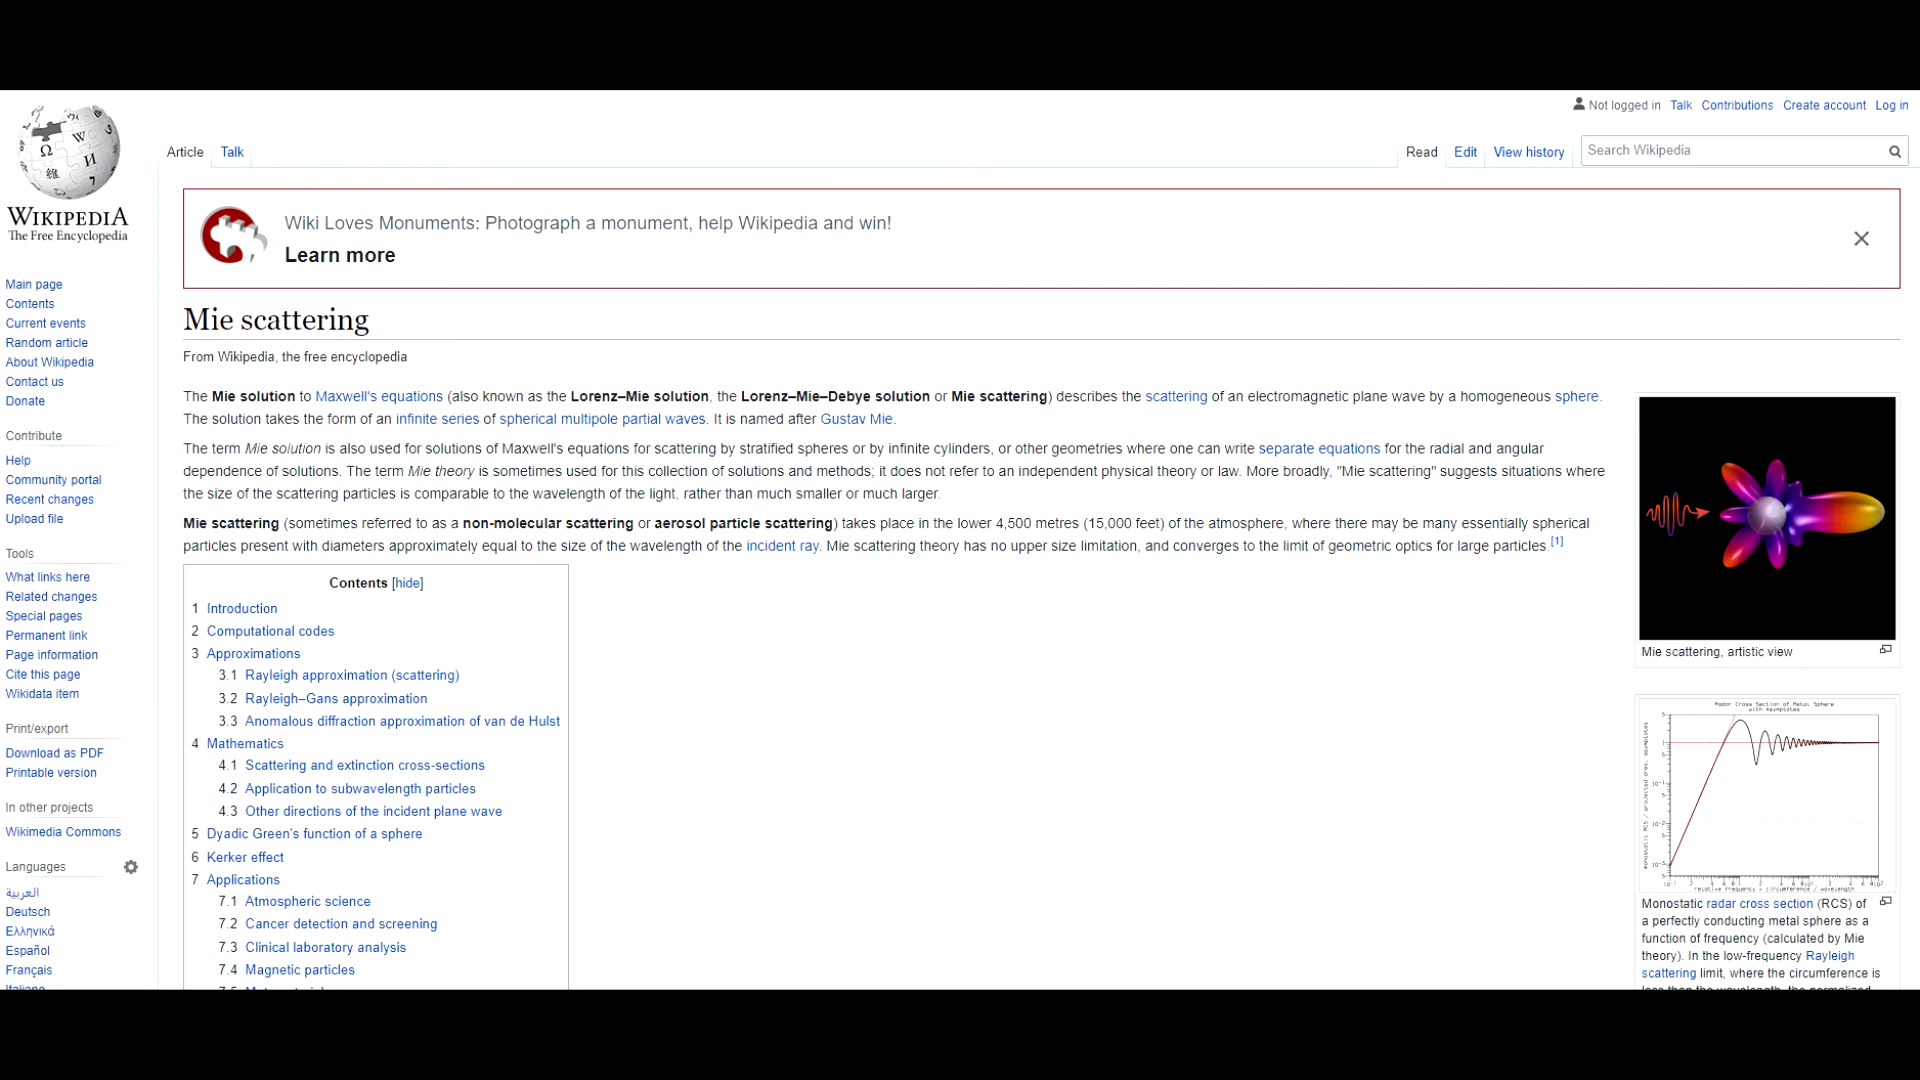 Not logged in Talk Contributions Create account Log in
WIKIPEDIA
The Free Encyclopedia
Article Talk
Read Edit View history Search Wikipedia
Wiki Loves Monuments: Photograph a monument, help Wikipedia and win!
Learn more
Main page
Contents
Current events
Random article
About Wikipedia
Contact us
Donate
Contribute
Help
Community portal
Recent changes
Upload file
Tools
What links here
Related changes
Special pages
Permanent link
Page information
Cite this page
Wikidata item
Print/export
Download as PDF
Printable version
In other projects
Wikimedia Commons
Languages
العربية
Deutsch
Ελληνικά
Español
Français
Italiano
Mie scattering
From Wikipedia, the free encyclopedia
The Mie solution to Maxwell's equations (also known as the Lorenz–Mie solution, the Lorenz–Mie–Debye solution or Mie scattering) describes the scattering of an electromagnetic plane wave by a homogeneous sphere.
The solution takes the form of an infinite series of spherical multipole partial waves. It is named after Gustav Mie.
The term Mie solution is also used for solutions of Maxwell's equations for scattering by stratified spheres or by infinite cylinders, or other geometries where one can write separate equations for the radial and angular
dependence of solutions. The term Mie theory is sometimes used for this collection of solutions and methods; it does not refer to an independent physical theory or law. More broadly, "Mie scattering" suggests situations where
the size of the scattering particles is comparable to the wavelength of the light, rather than much smaller or much larger.
Mie scattering (sometimes referred to as a non-molecular scattering or aerosol particle scattering) takes place in the lower 4,500 metres (15,000 feet) of the atmosphere, where there may be many essentially spherical
particles present with diameters approximately equal to the size of the wavelength of the incident ray. Mie scattering theory has no upper size limitation, and converges to the limit of geometric optics for large particles.[1]
Contents [hide]
1 Introduction
2 Computational codes
3 Approximations
3.1 Rayleigh approximation (scattering)
3.2 Rayleigh–Gans approximation
3.3 Anomalous diffraction approximation of van de Hulst
4 Mathematics
4.1 Scattering and extinction cross-sections
4.2 Application to subwavelength particles
4.3 Other directions of the incident plane wave
5 Dyadic Green's function of a sphere
6 Kerker effect
7 Applications
7.1 Atmospheric science
7.2 Cancer detection and screening
7.3 Clinical laboratory analysis
7.4 Magnetic particles
Mie scattering, artistic view
Radar Cross Section of Metal Sphere
with Asymptotes
relative frequency = circumference / wavelength
Monostatic radar cross section (RCS) of
a perfectly conducting metal sphere as a
function of frequency (calculated by Mie
theory). In the low-frequency Rayleigh
scattering limit, where the circumference is
less than the wavelength, the normalized